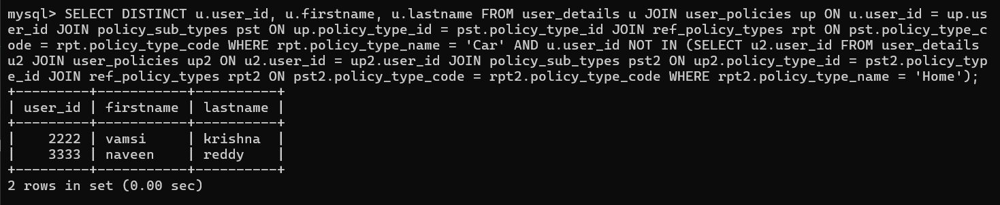 mysql> SELECT DISTINCT u.user_id, u.firstname, u.lastname FROM user_details u JOIN user_policies up ON u.user_id = up.us
er_id JOIN policy_sub_types pst ON up.policy_type_id = pst.policy_type_id JOIN ref_policy_types rpt ON pst.policy_type_c
ode = rpt.policy_type_code WHERE rpt.policy_type_name = 'Car' AND u.user_id NOT IN (SELECT u2.user_id FROM user_details
u2 JOIN user_policies up2 ON u2.user_id = up2.user_id JOIN policy_sub_types pst2 ON up2.policy_type_id = pst2.policy_typ
e_id JOIN ref_policy_types rpt2 ON pst2.policy_type_code = rpt2.policy_type_code WHERE rpt2.policy_type_name = 'Home');
+---------+-----------+----------+
| user_id | firstname | lastname |
+---------+-----------+----------+
|    2222 | vamsi     | krishna  |
|    3333 | naveen    | reddy    |
+---------+-----------+----------+
2 rows in set (0.00 sec)